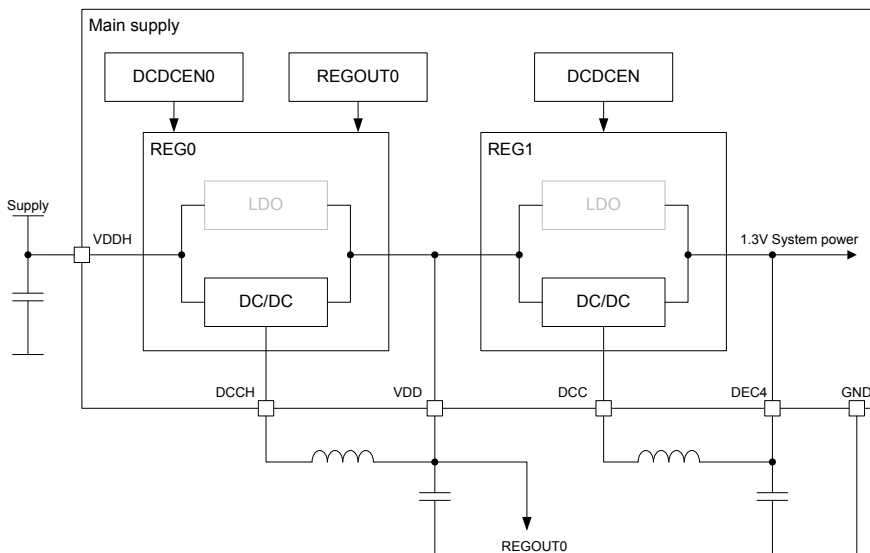 Main supply
DCDCEN0
REGOUT0
DCDCEN
REG0
REG1
LDO
LDO
Supply
VDDH
1.3V System power
DC/DC
DC/DC
DCCH
VDD
DCC
DEC4
GND
REGOUT0